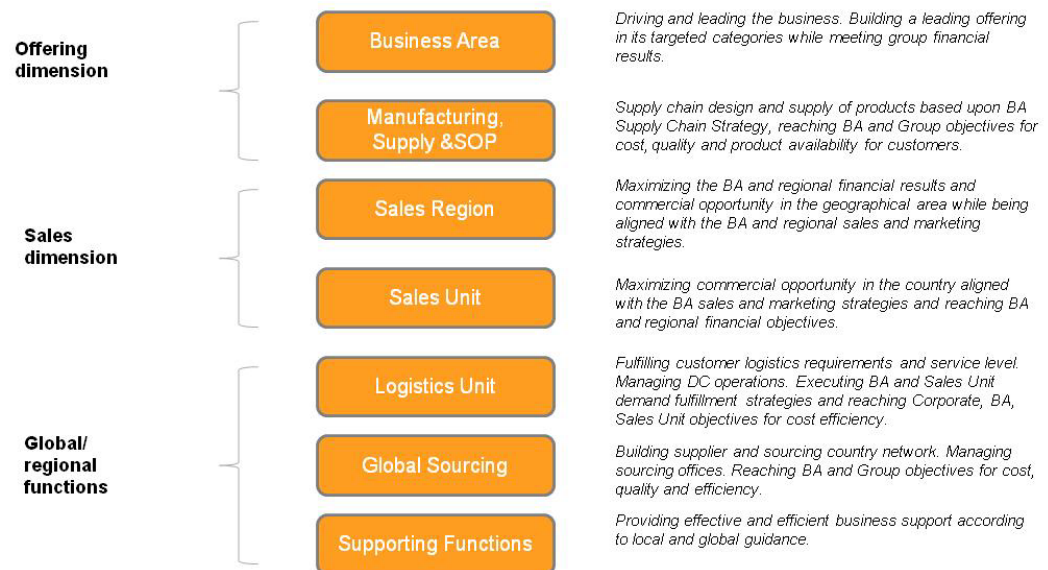 Offering
dimension
Business Area
Driving and leading the business. Building a leading offering
in its targeted categories while meeting group financial
results.
Manufacturing,
Supply &SOP
Supply chain design and supply of products based upon BA
Supply Chain Strategy, reaching BA and Group objectives for
cost, quality and product availability for customers.
Sales
dimension
Sales Region
Maximizing the BA and regional financial results and
commercial opportunity in the geographical area while being
aligned with the BA and regional sales and marketing
strategies.
Sales Unit
Maximizing commercial opportunity in the country aligned
with the BA sales and marketing strategies and reaching BA
and regional financial objectives.
Global/
regional
functions
Logistics Unit
Fulfilling customer logistics requirements and service level.
Managing DC operations. Executing BA and Sales Unit
demand fulfillment strategies and reaching Corporate, BA,
Sales Unit objectives for cost efficiency.
Global Sourcing
Building supplier and sourcing country network. Managing
sourcing offices. Reaching BA and Group objectives for cost,
quality and efficiency.
Supporting Functions
Providing effective and efficient business support according
to local and global guidance.